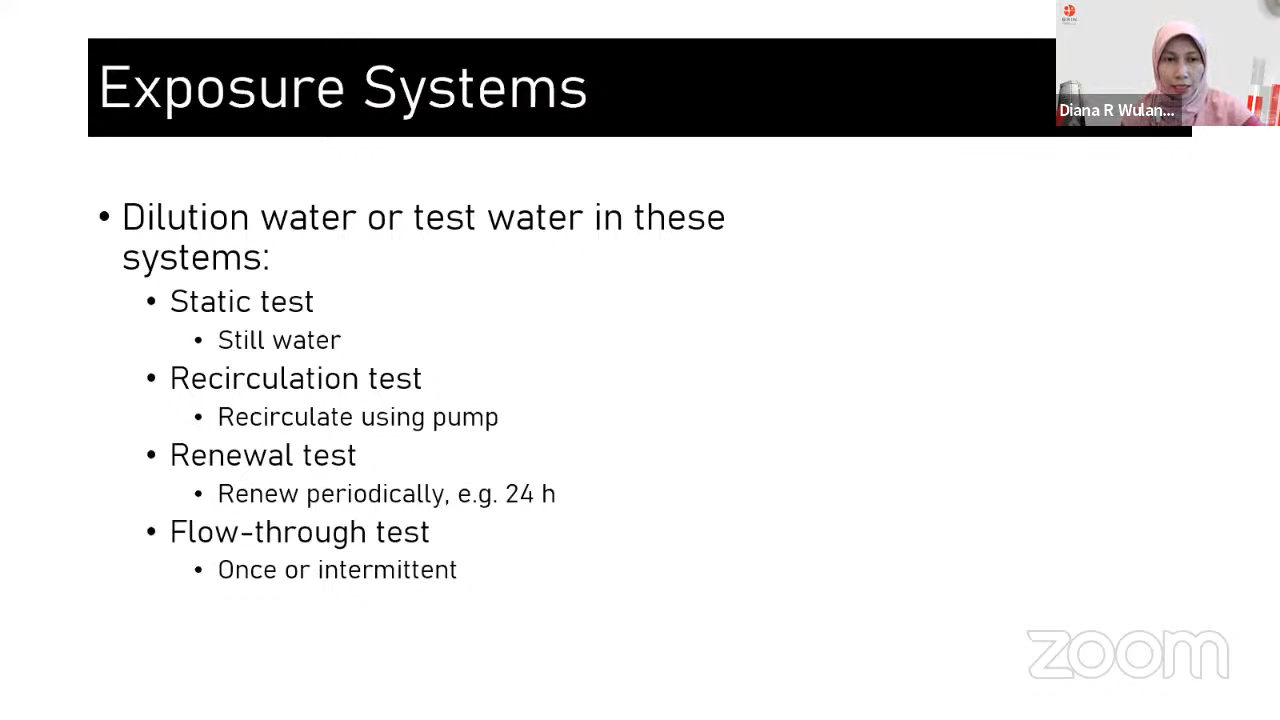 Exposure Systems
BRIN
Diana R Wulan...
• Dilution water or test water in these
systems:
• Static test
• Still water
• Recirculation test
• Recirculate using pump
• Renewal test
• Renew periodically, e.g. 24 h
• Flow-through test
• Once or intermittent
zoom